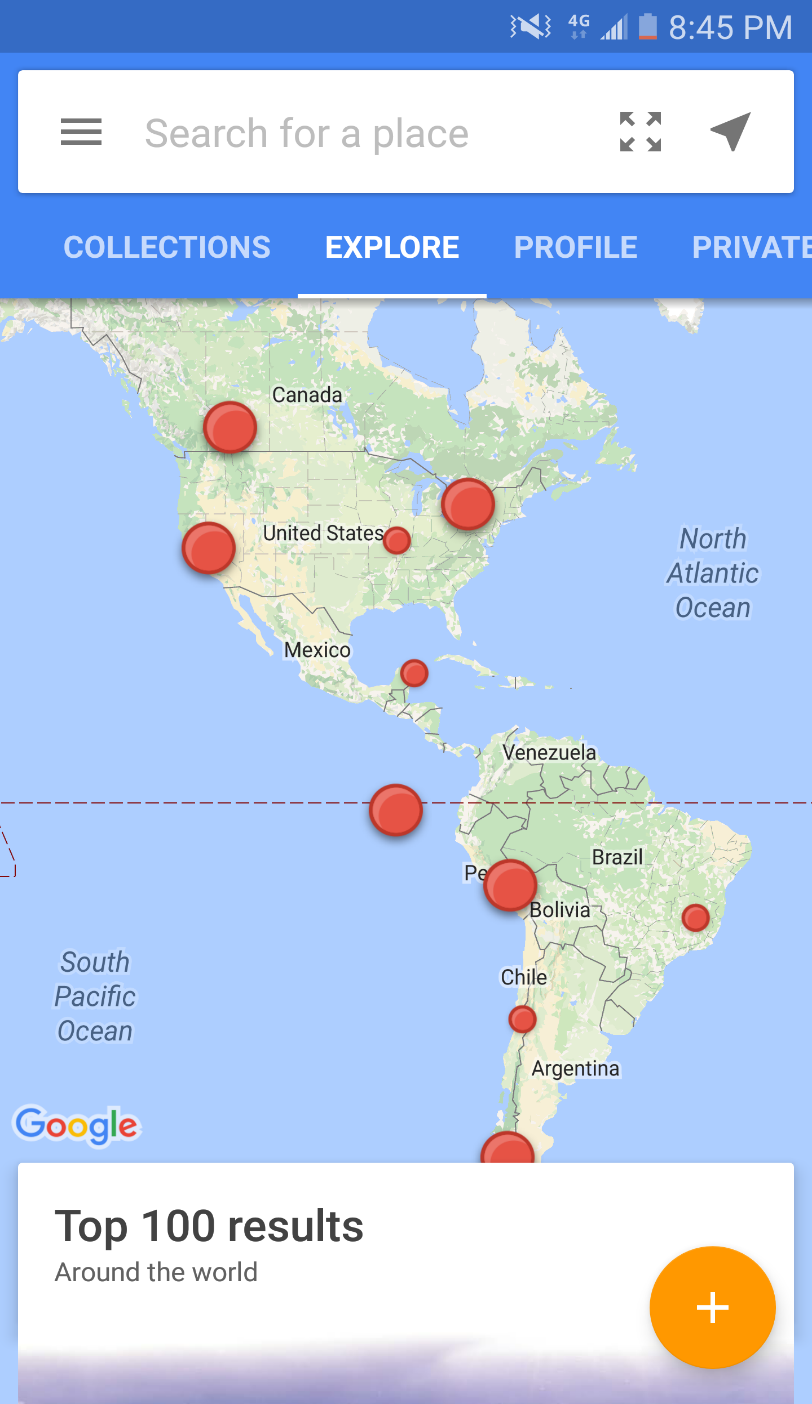 4G 8:45 PM
Search for a place
COLLECTIONS EXPLORE PROFILE PRIVATE
Canada
United States
North
Atlantic
Ocean
Mexico
Venezuela
Brazil
Pe
Bolivia
South
Pacific
Ocean
Chile
Argentina
Google
Top 100 results
Around the world